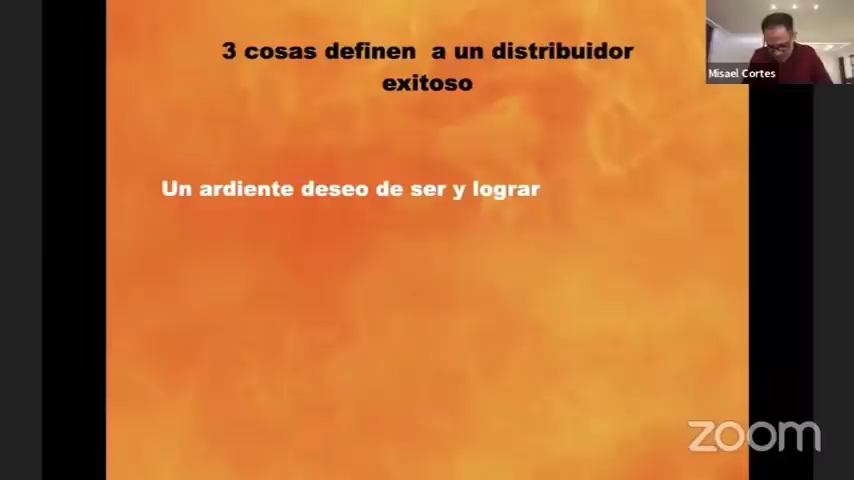 3 cosas definen a un distribuidor
exitoso
Misael Cortes
Un ardiente deseo de ser y lograr
zoom